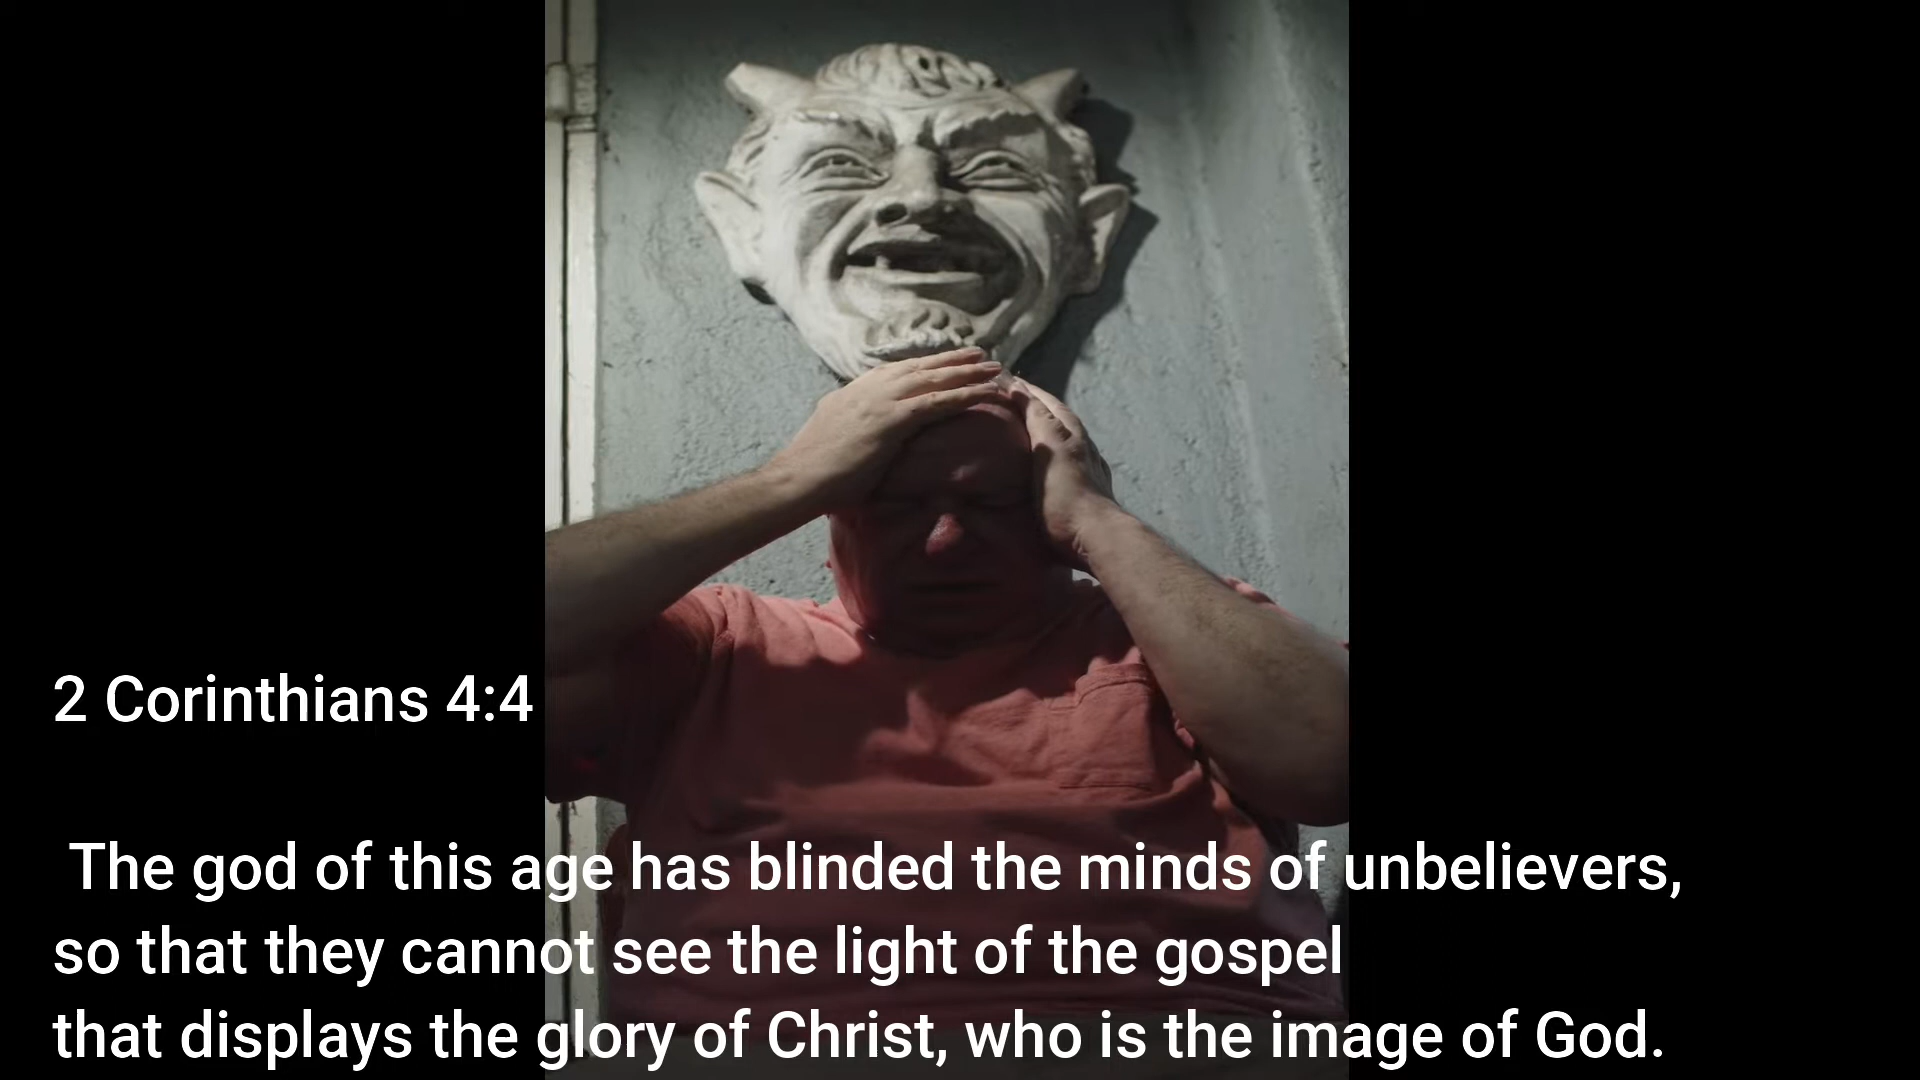 2 Corinthians 4:4
The god of this age has blinded the minds of unbelievers,
so that they cannot see the light of the gospel
that displays the glory of Christ, who is the image of God.